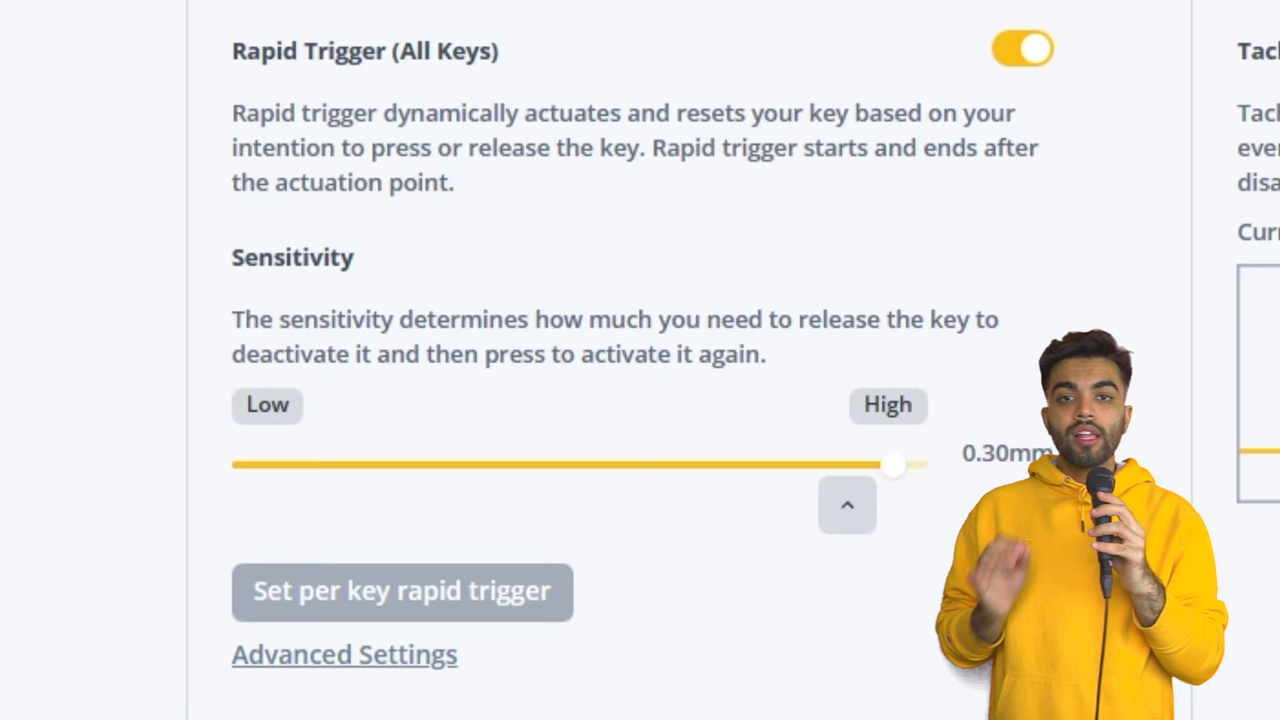 Rapid Trigger (All Keys)
Rapid trigger dynamically actuates and resets your key based on your
intention to press or release the key. Rapid trigger starts and ends after
the actuation point.
Sensitivity
The sensitivity determines how much you need to release the key to
deactivate it and then press to activate it again.
Low
High
0.30mm
Set per key rapid trigger
Advanced Settings